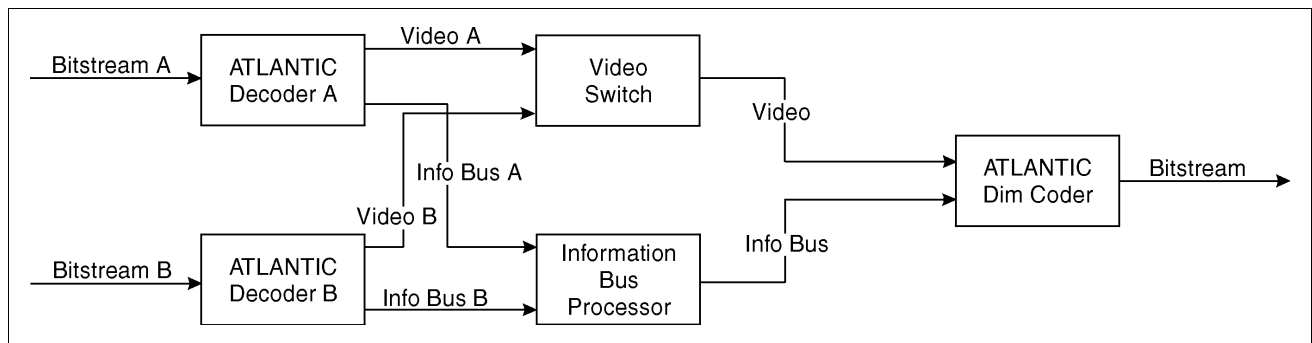 Bitstream A
ATLANTIC
Decoder A
Video A
Video
Switch
Video
Info Bus A
Video B
ATLANTIC
Dim Coder
Bitstream
Bitstream B
ATLANTIC
Decoder B
Info Bus B
Information
Bus
Processor
Info Bus